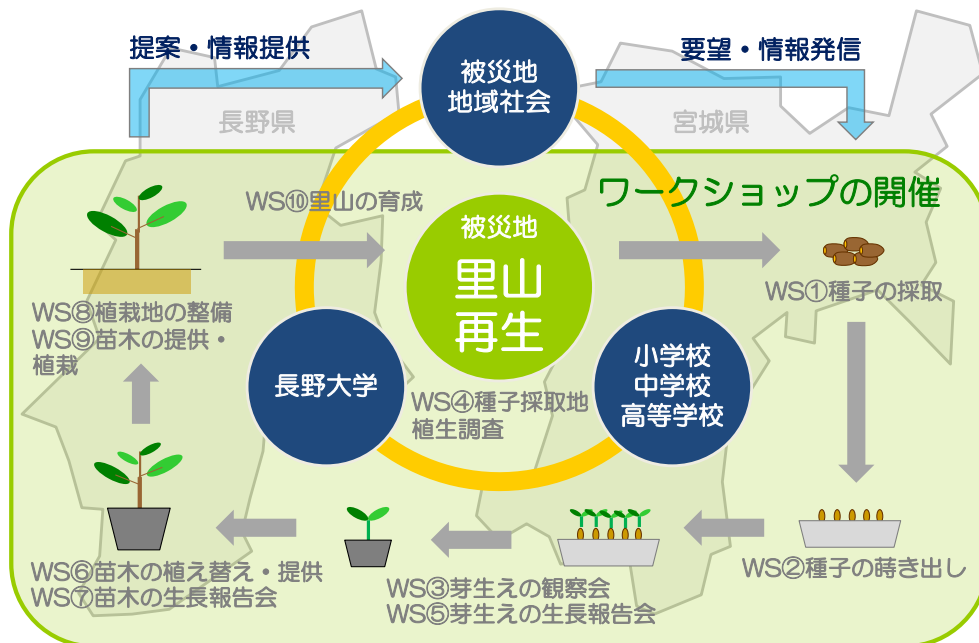 提案・情報提供
要望・情報発信
被災地
地域社会
長野県
宮城県
ワークショップの開催
WS⑩里山の育成
被災地
里山
再生
WS①種子の採取
WS⑧植栽地の整備
WS⑨苗木の提供・
植栽
長野大学
小学校
中学校
高等学校
WS④種子採取地
植生調査
WS②種子の蒔き出し
WS⑥苗木の植え替え・提供
WS⑦苗木の生長報告会
WS③芽生えの観察会
WS⑤芽生えの生長報告会